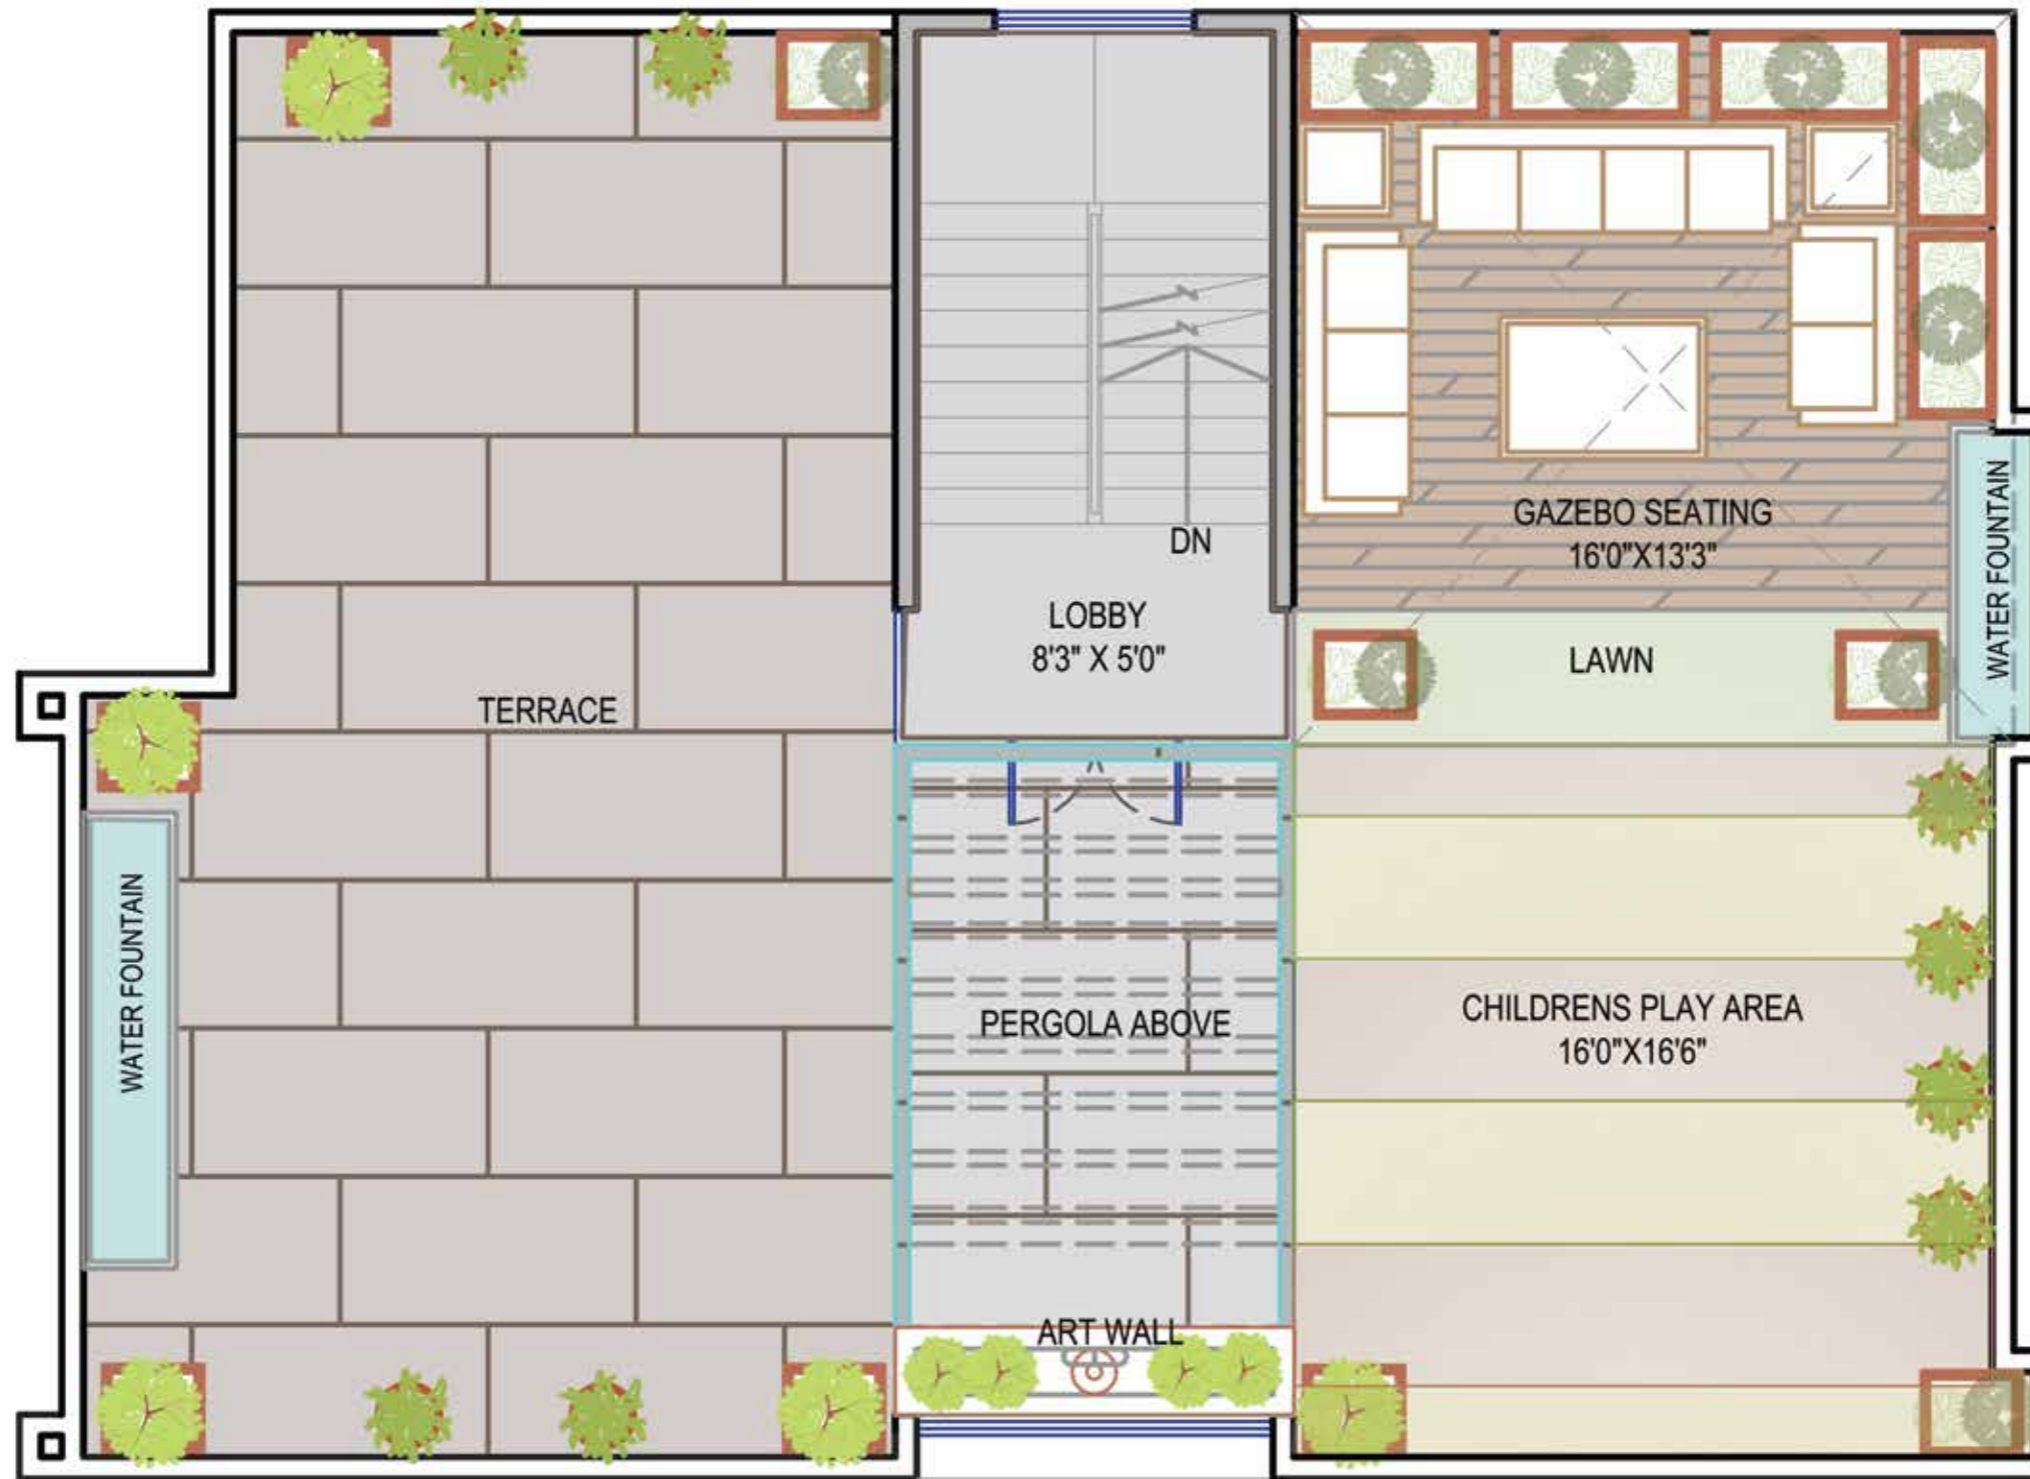 DN
GAZEBO SEATING
16'0"X13'3"
WATER FOUNTAIN
LOBBY
8'3" X 5'0"
LAWN
TERRACE
WATER FOUNTAIN
PERGOLA ABOVE
CHILDRENS PLAY AREA
16'0"X16'6"
ART WALL